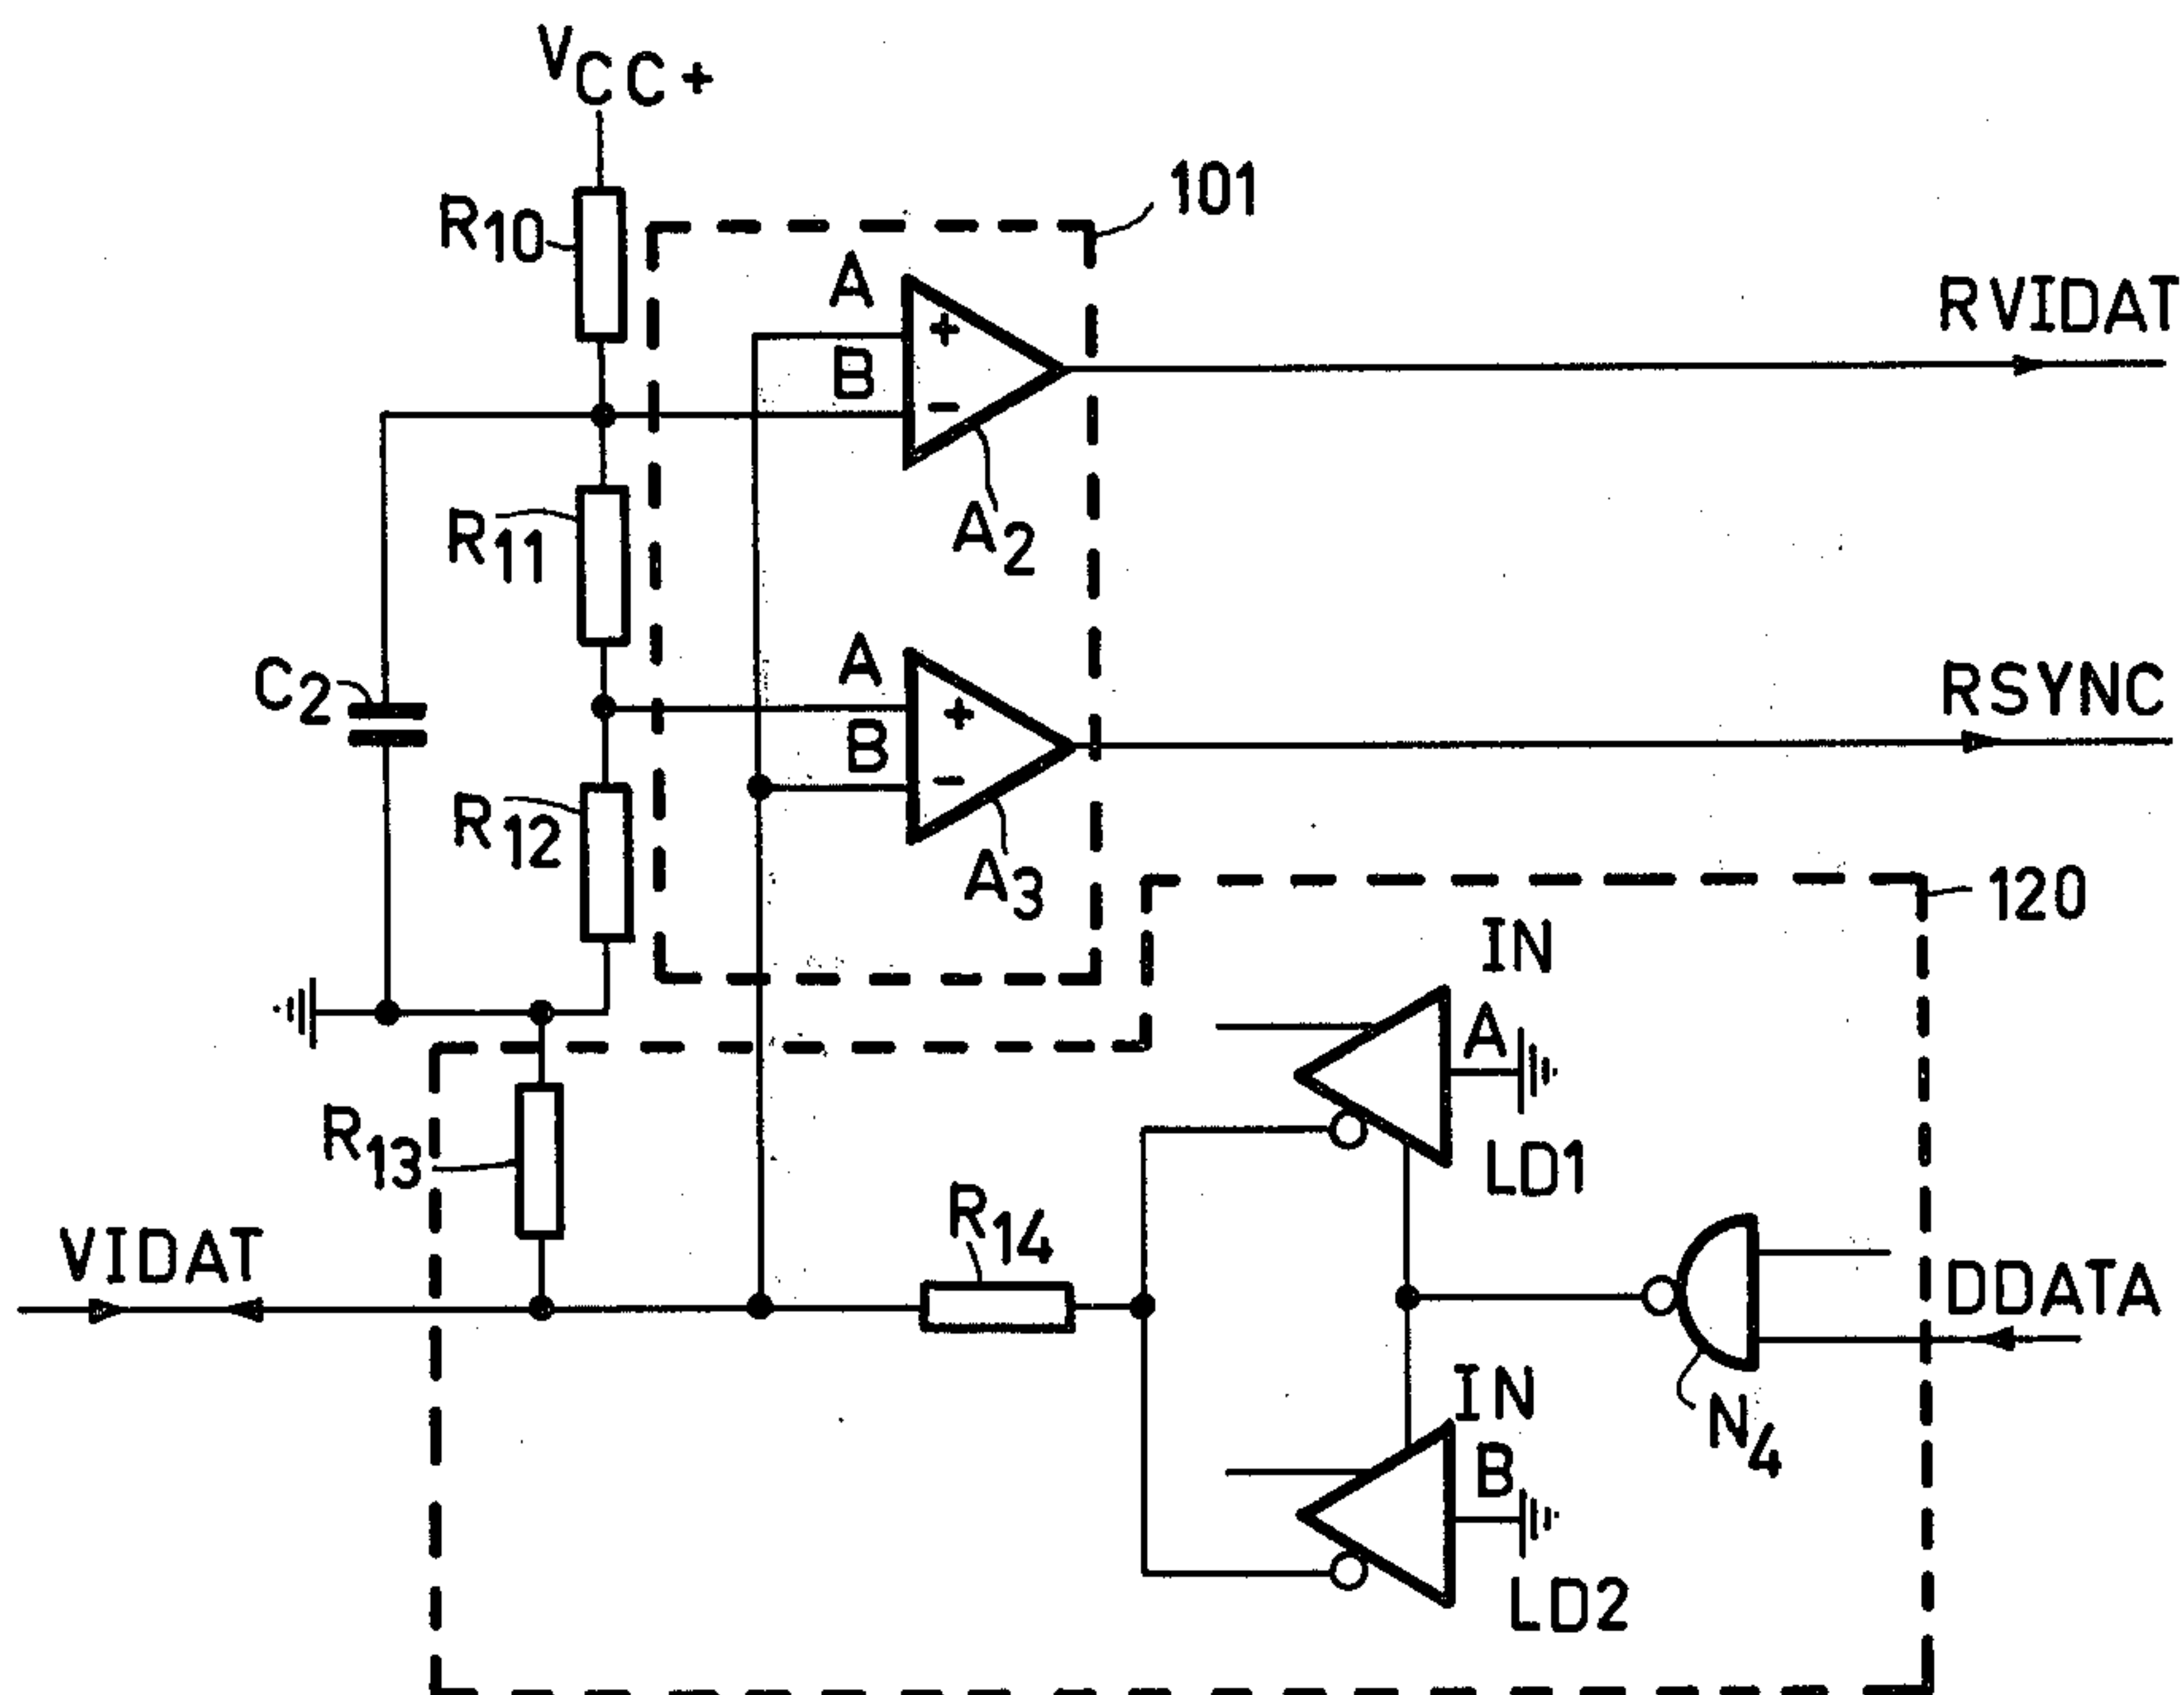 VCC+
R10
101
A
+
B
-
A2
RVIDAT
R11
C2
A
+
B
-
A3
RSYNC
R12
120
IN
A
LD1
R13
R14
VIDAT
DDATA
N4
IN
B
LD2